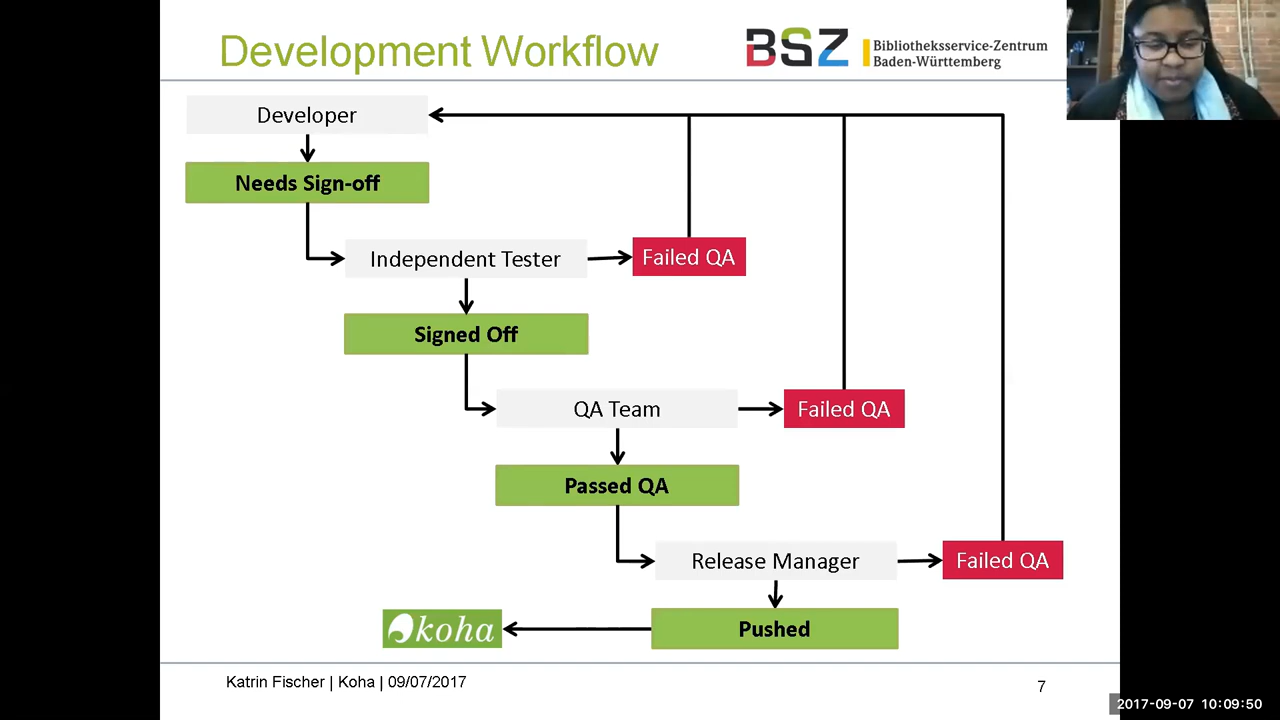 Development Workflow
BSZ
Bibliotheksservice-Zentrum
Baden-Württemberg
Developer
Needs Sign-off
Independent Tester
Failed QA
Signed Off
QA Team
Failed QA
Passed QA
Release Manager
Failed QA
koha
Pushed
Katrin Fischer | Koha | 09/07/2017
7
2017-09-07 10:09:50